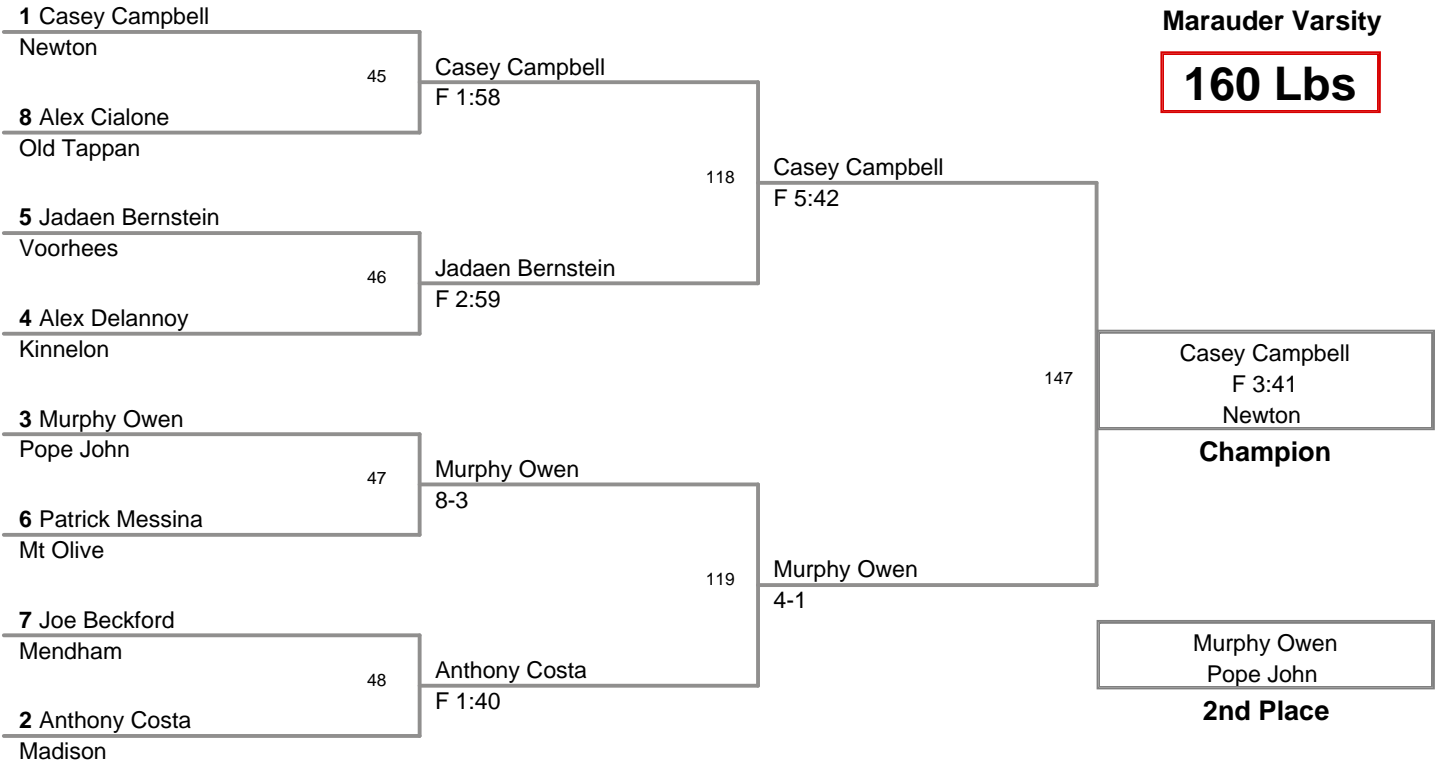 1 Casey Campbell
Newton
45
8 Alex Cialone
Old Tappan
5 Jadaen Bernstein
Voorhees
46
4 Alex Delannoy
Kinnelon
3 Murphy Owen
Pope John
47
6 Patrick Messina
Mt Olive
7 Joe Beckford
Mendham
48
2 Anthony Costa
Madison
Casey Campbell
F 1:58
118
Jadaen Bernstein
F 2:59
Murphy Owen
8-3
119
Anthony Costa
F 1:40
Casey Campbell
F 5:42
147
Murphy Owen
4-1
Marauder Varsity
160 Lbs
Casey Campbell
F 3:41
Newton
Champion
Murphy Owen
Pope John
2nd Place